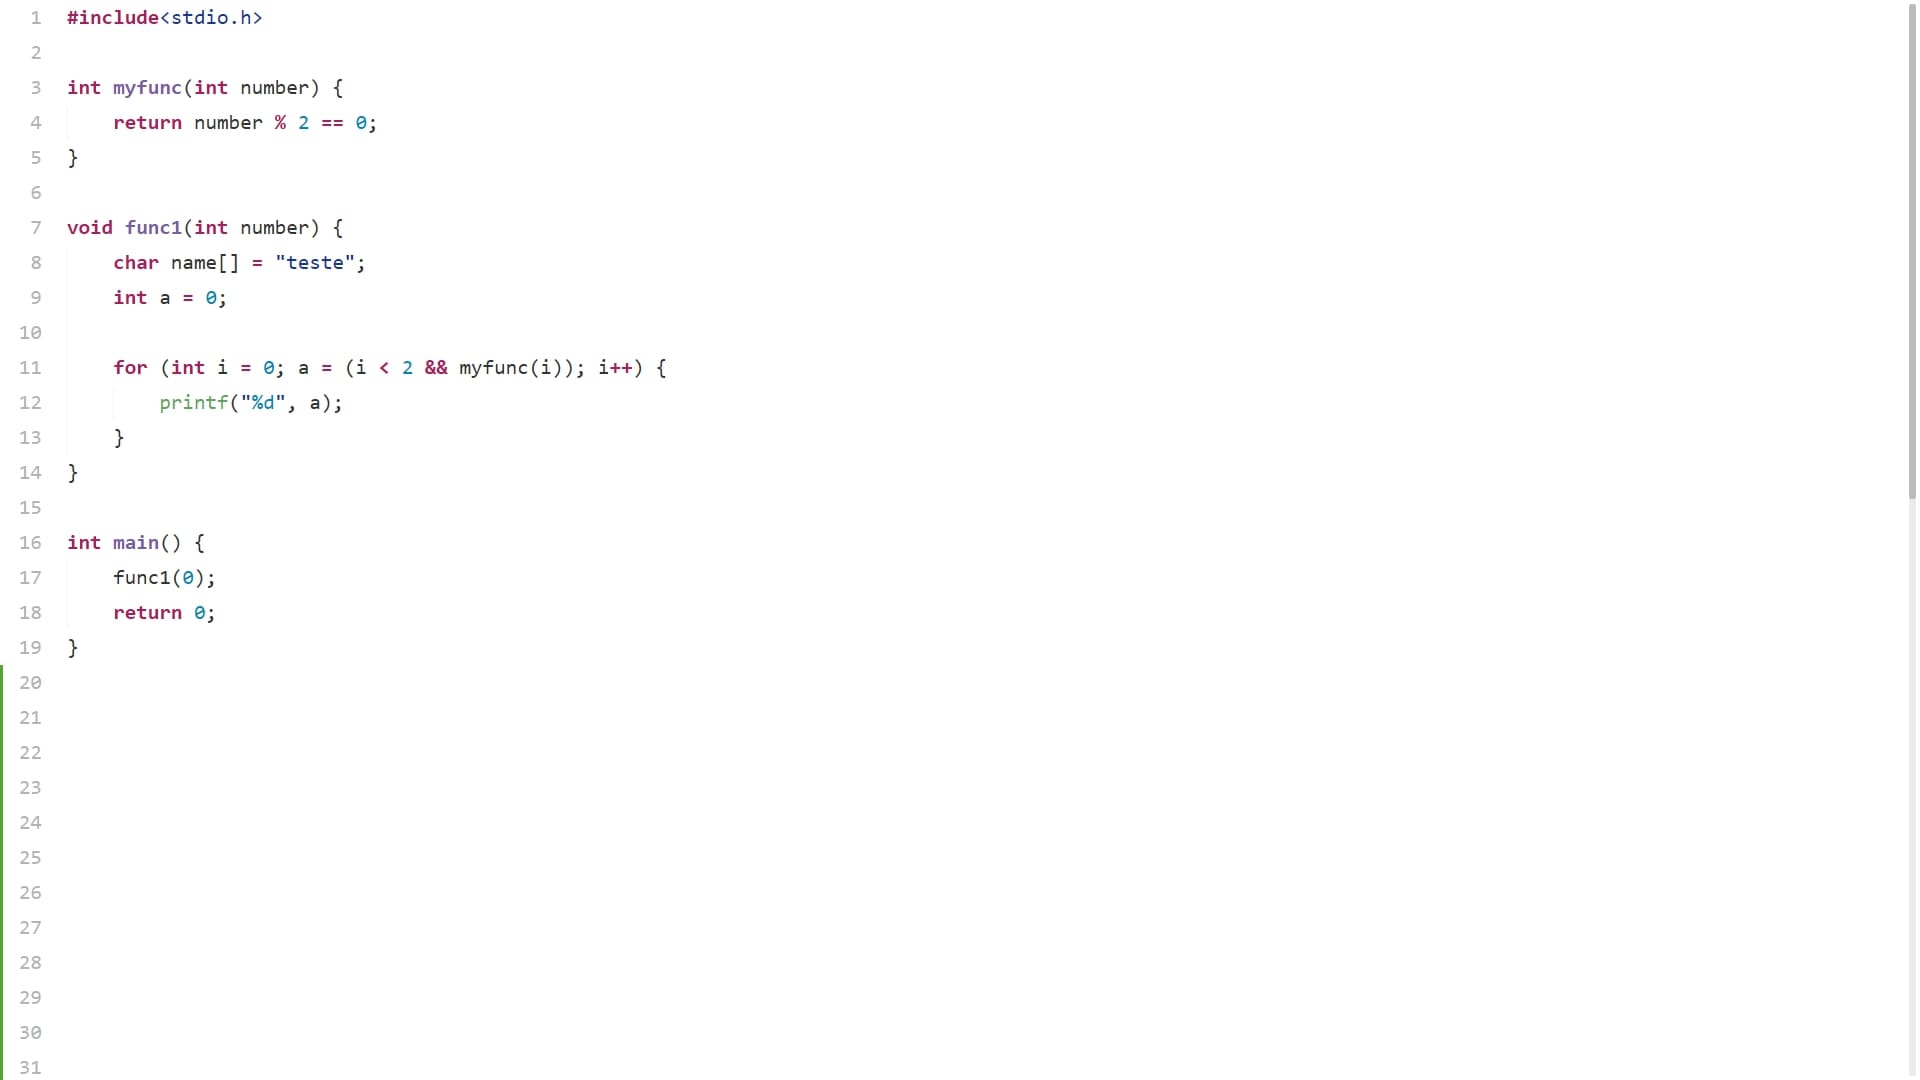 1 #include<stdio.h>
2
3 int myfunc(int number) {
4     return number % 2 == 0;
5 }
6
7 void func1(int number) {
8     char name[] = "teste";
9     int a = 0;
10
11     for (int i = 0; a = (i < 2 && myfunc(i)); i++) {
12         printf("%d", a);
13     }
14 }
15
16 int main() {
17     func1(0);
18     return 0;
19 }
20
21
22
23
24
25
26
27
28
29
30
31